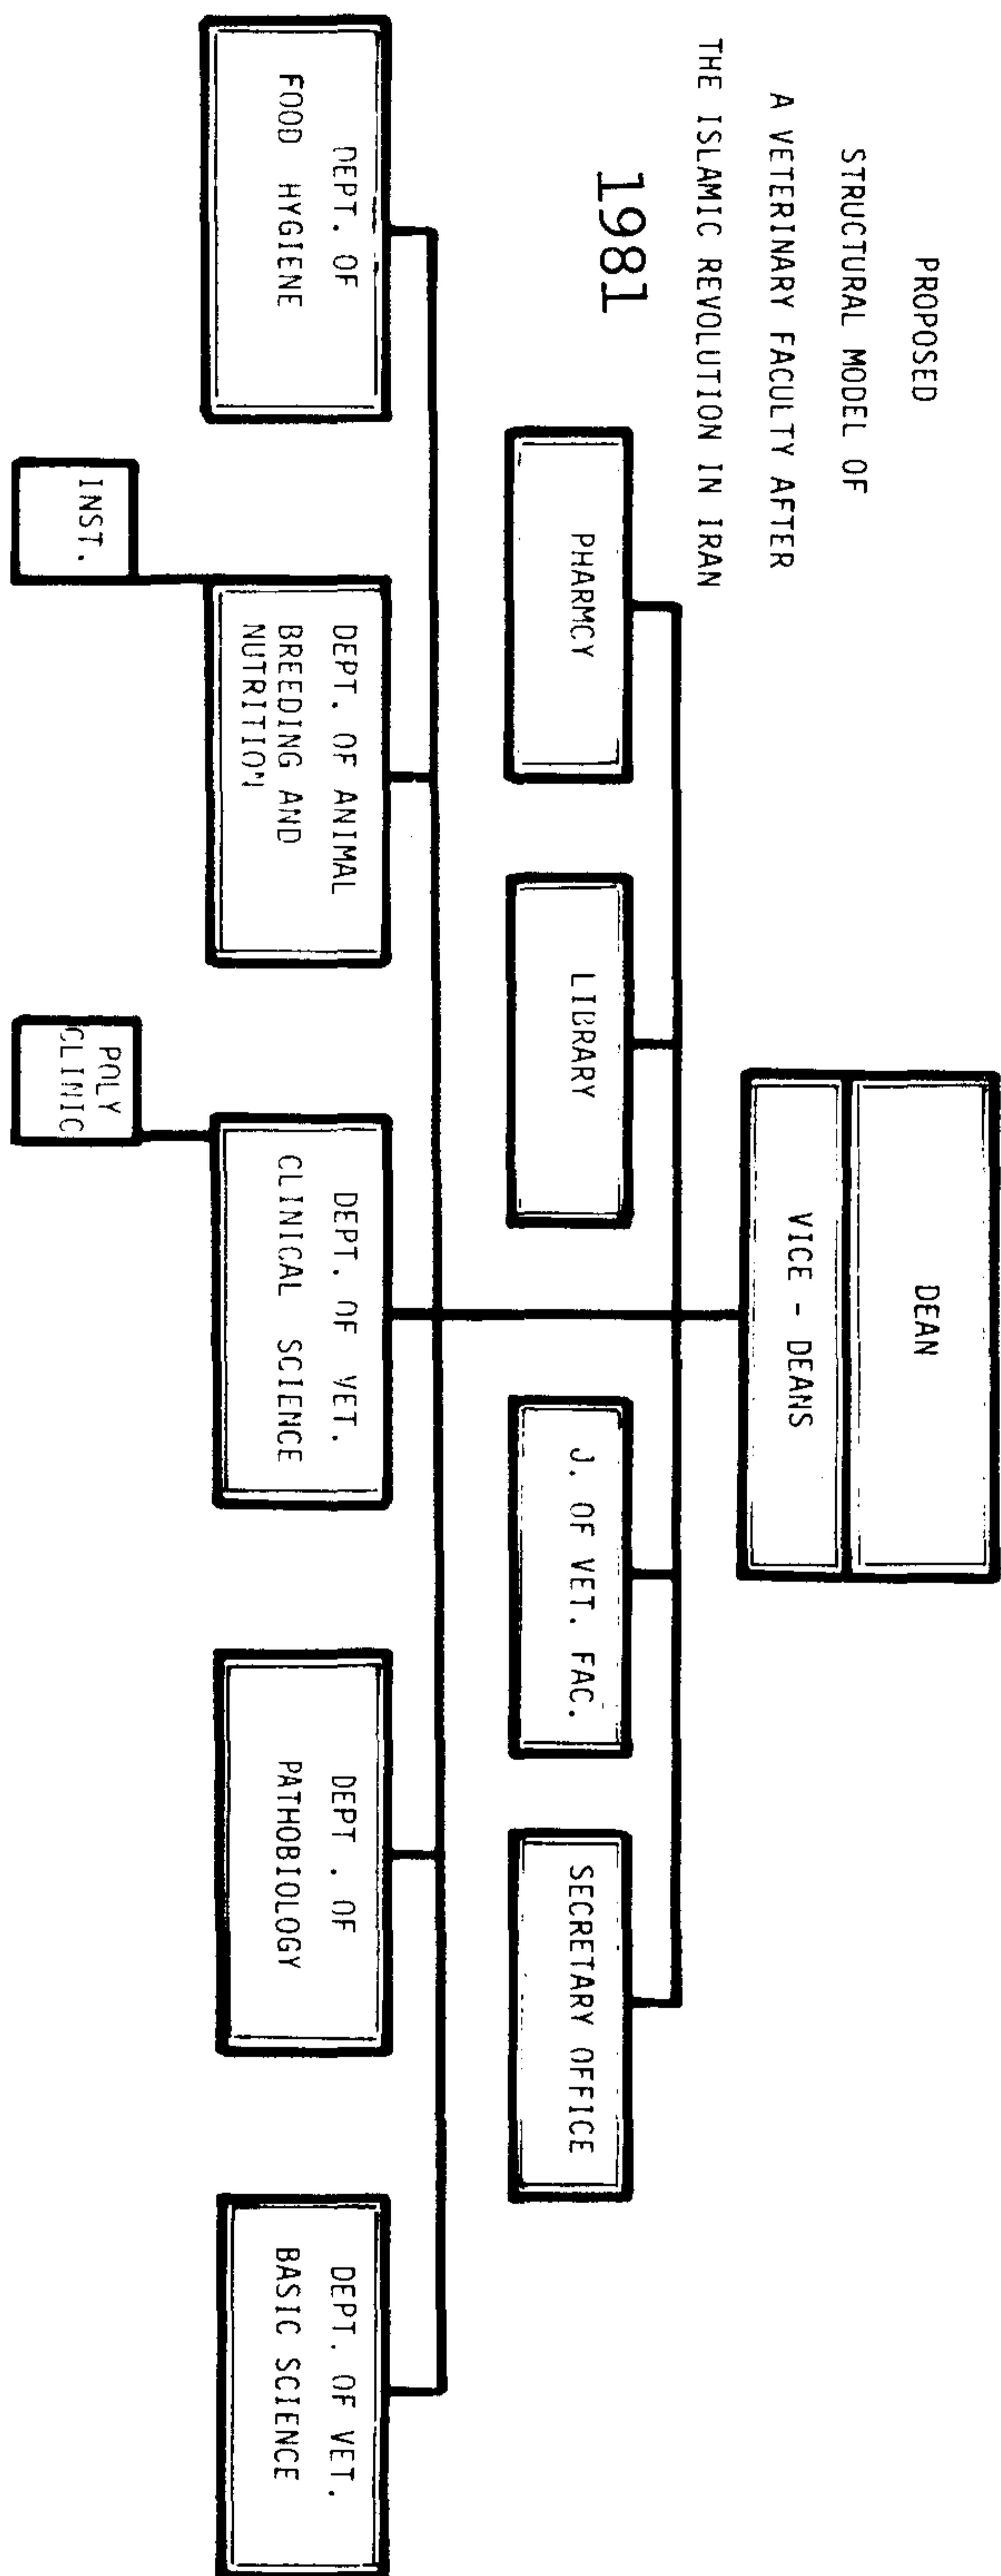 PROPOSED
STRUCTURAL MODEL OF
A VETERINARY FACULTY AFTER
THE ISLAMIC REVOLUTION IN IRAN
1981
DEAN
VICE - DEANS
PHARMCY
LIBRARY
J. OF VET. FAC.
SECRETARY OFFICE
DEPT. OF
FOOD HYGIENE
DEPT. OF ANIMAL
BREEDING AND
NUTRITION
DEPT. OF VET.
CLINICAL SCIENCE
DEPT. OF
PATHOBIOLOGY
DEPT. OF VET.
BASIC SCIENCE
INST.
POLY
CLINIC